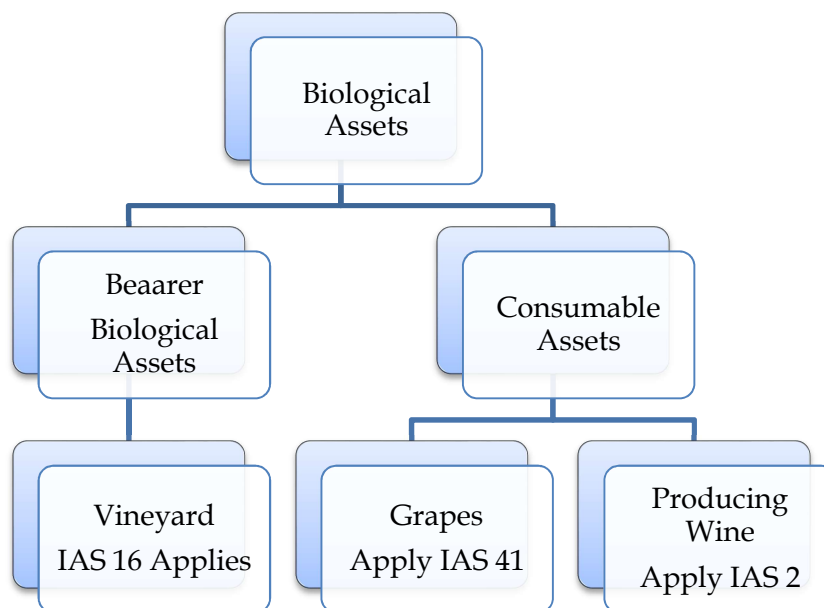 Biological
Assets
Beaarer
Biological
Assets
Consumable
Assets
Vineyard
IAS 16 Applies
Grapes
Apply IAS 41
Producing
Wine
Apply IAS 2